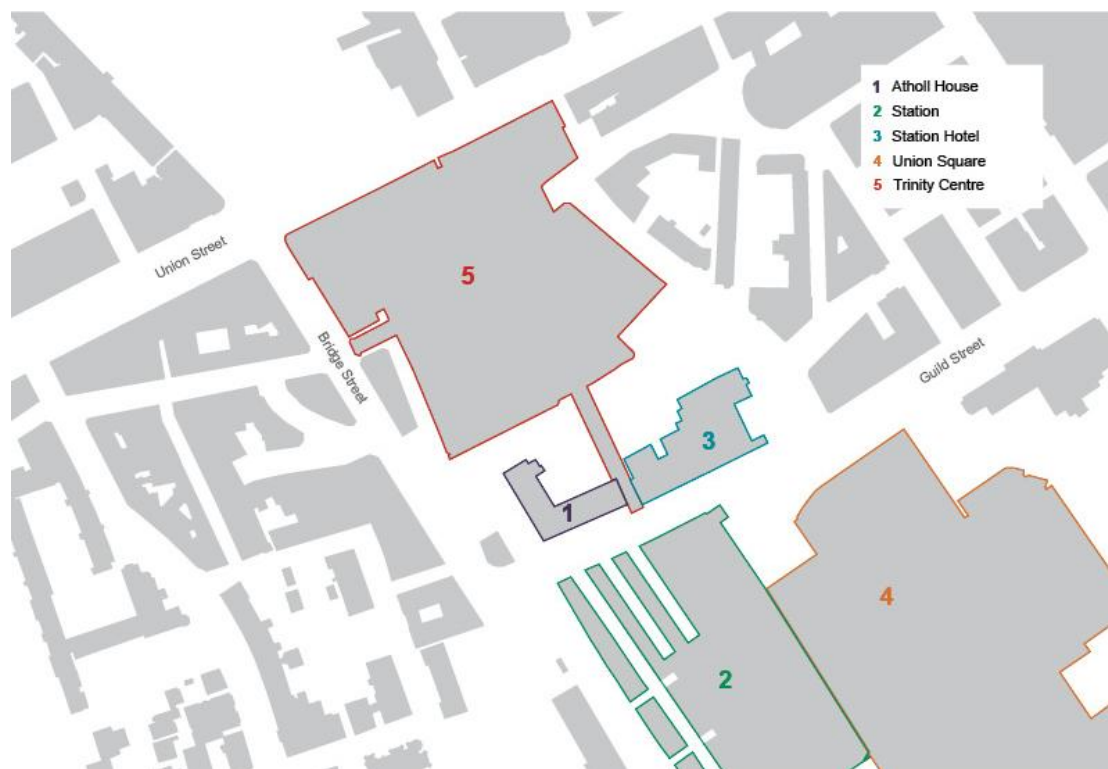 1 Atholl House
2 Station
3 Station Hotel
4 Union Square
5 Trinity Centre
Union Street
5
Bridge Street
Guild Street
3
1
4
2